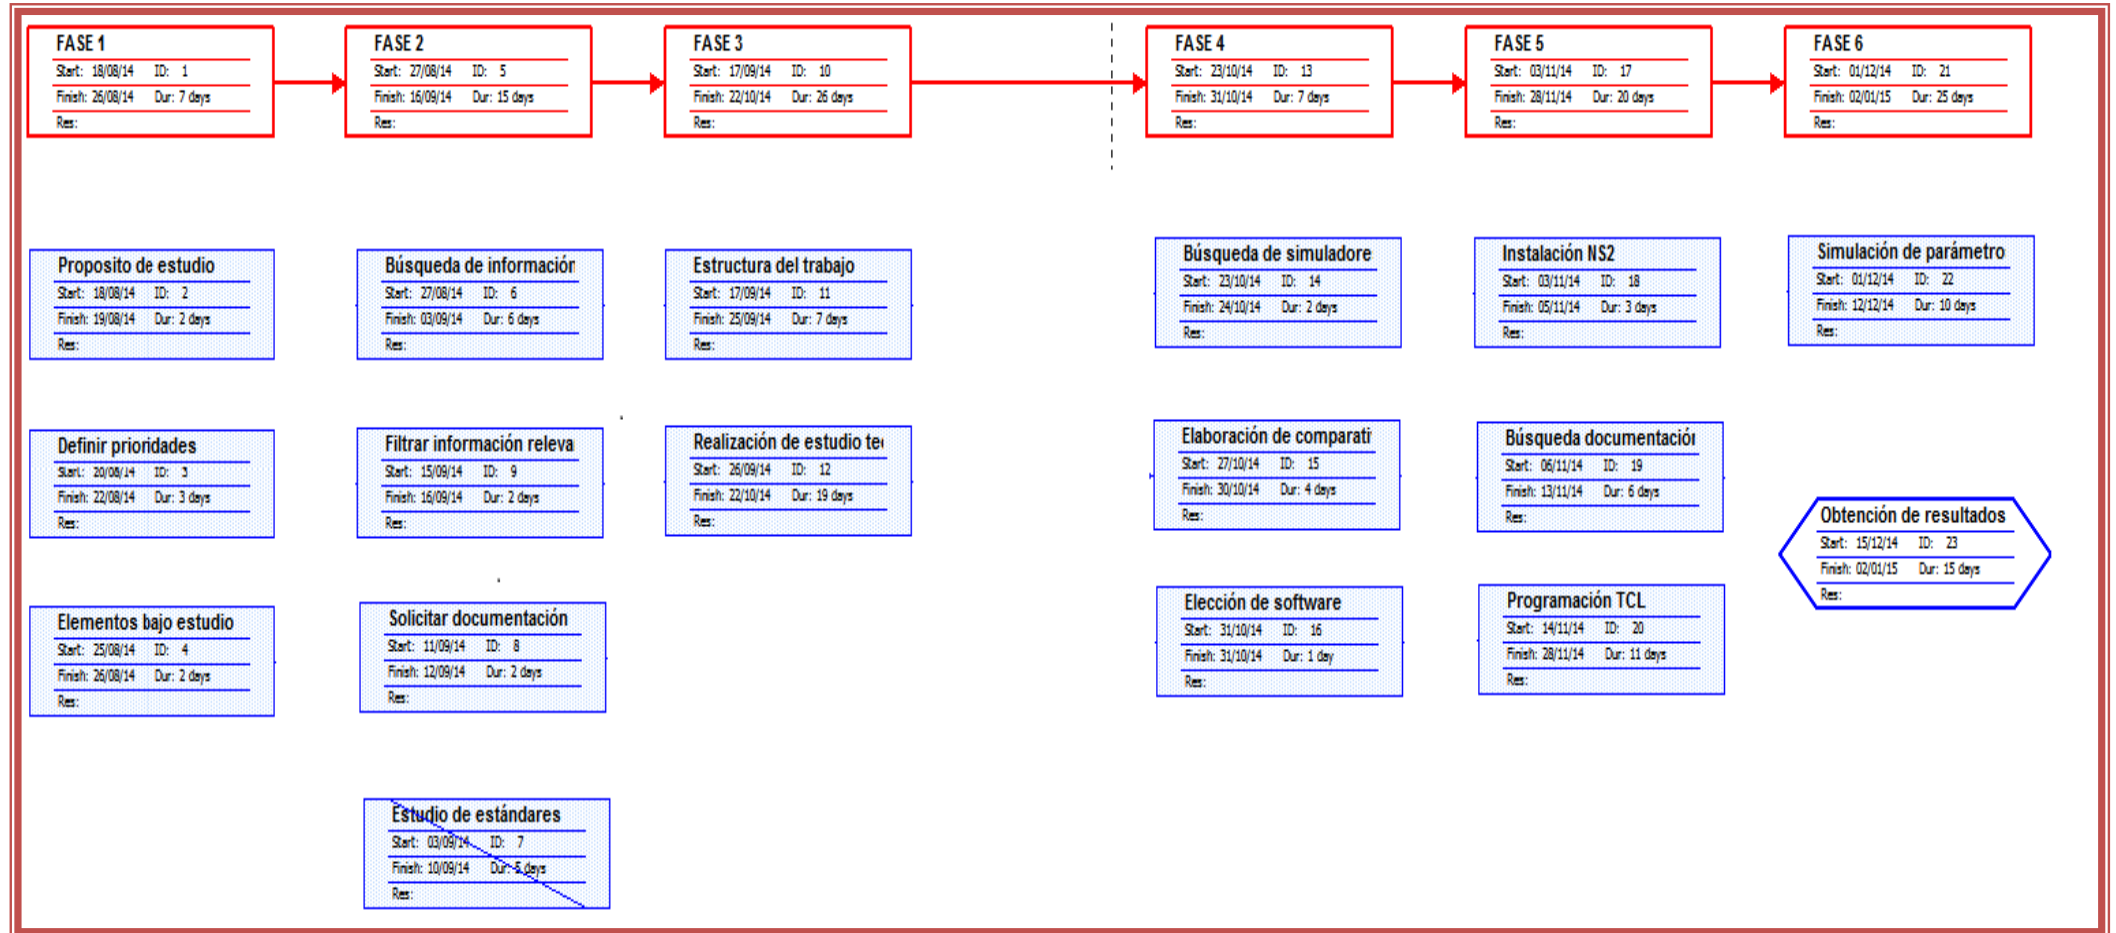 FASE 1
Start: 18/08/14 ID: 1
Finish: 26/08/14 Dur: 7 days
Res:
FASE 2
Start: 27/08/14 ID: 5
Finish: 16/09/14 Dur: 15 days
Res:
FASE 3
Start: 17/09/14 ID: 10
Finish: 22/10/14 Dur: 26 days
Res:
FASE 4
Start: 23/10/14 ID: 13
Finish: 31/10/14 Dur: 7 days
Res:
FASE 5
Start: 03/11/14 ID: 17
Finish: 28/11/14 Dur: 20 days
Res:
FASE 6
Start: 01/12/14 ID: 21
Finish: 02/01/15 Dur: 25 days
Res:
Proposito de estudio
Start: 18/08/14 ID: 2
Finish: 19/08/14 Dur: 2 days
Res:
Búsqueda de información
Start: 27/08/14 ID: 6
Finish: 03/09/14 Dur: 6 days
Res:
Estructura del trabajo
Start: 17/09/14 ID: 11
Finish: 25/09/14 Dur: 7 days
Res:
Búsqueda de simuladore
Start: 23/10/14 ID: 14
Finish: 24/10/14 Dur: 2 days
Res:
Instalación NS2
Start: 03/11/14 ID: 18
Finish: 05/11/14 Dur: 3 days
Res:
Simulación de parámetro
Start: 01/12/14 ID: 22
Finish: 12/12/14 Dur: 10 days
Res:
Definir prioridades
Start: 20/08/14 ID: 3
Finish: 22/08/14 Dur: 3 days
Res:
Filtrar información releva
Start: 15/09/14 ID: 9
Finish: 16/09/14 Dur: 2 days
Res:
Realización de estudio teo
Start: 26/09/14 ID: 12
Finish: 22/10/14 Dur: 19 days
Res:
Elaboración de comparati
Start: 27/10/14 ID: 15
Finish: 30/10/14 Dur: 4 days
Res:
Búsqueda documentación
Start: 06/11/14 ID: 19
Finish: 13/11/14 Dur: 6 days
Res:
Obtención de resultados
Start: 15/12/14 ID: 23
Finish: 02/01/15 Dur: 15 days
Res:
Elementos bajo estudio
Start: 25/08/14 ID: 4
Finish: 26/08/14 Dur: 2 days
Res:
Solicitar documentación
Start: 11/09/14 ID: 8
Finish: 12/09/14 Dur: 2 days
Res:
Elección de software
Start: 31/10/14 ID: 16
Finish: 31/10/14 Dur: 1 day
Res:
Programación TCL
Start: 14/11/14 ID: 20
Finish: 28/11/14 Dur: 11 days
Res:
Estudio de estándares
Start: 03/09/14 ID: 7
Finish: 10/09/14 Dur: 5 days
Res: